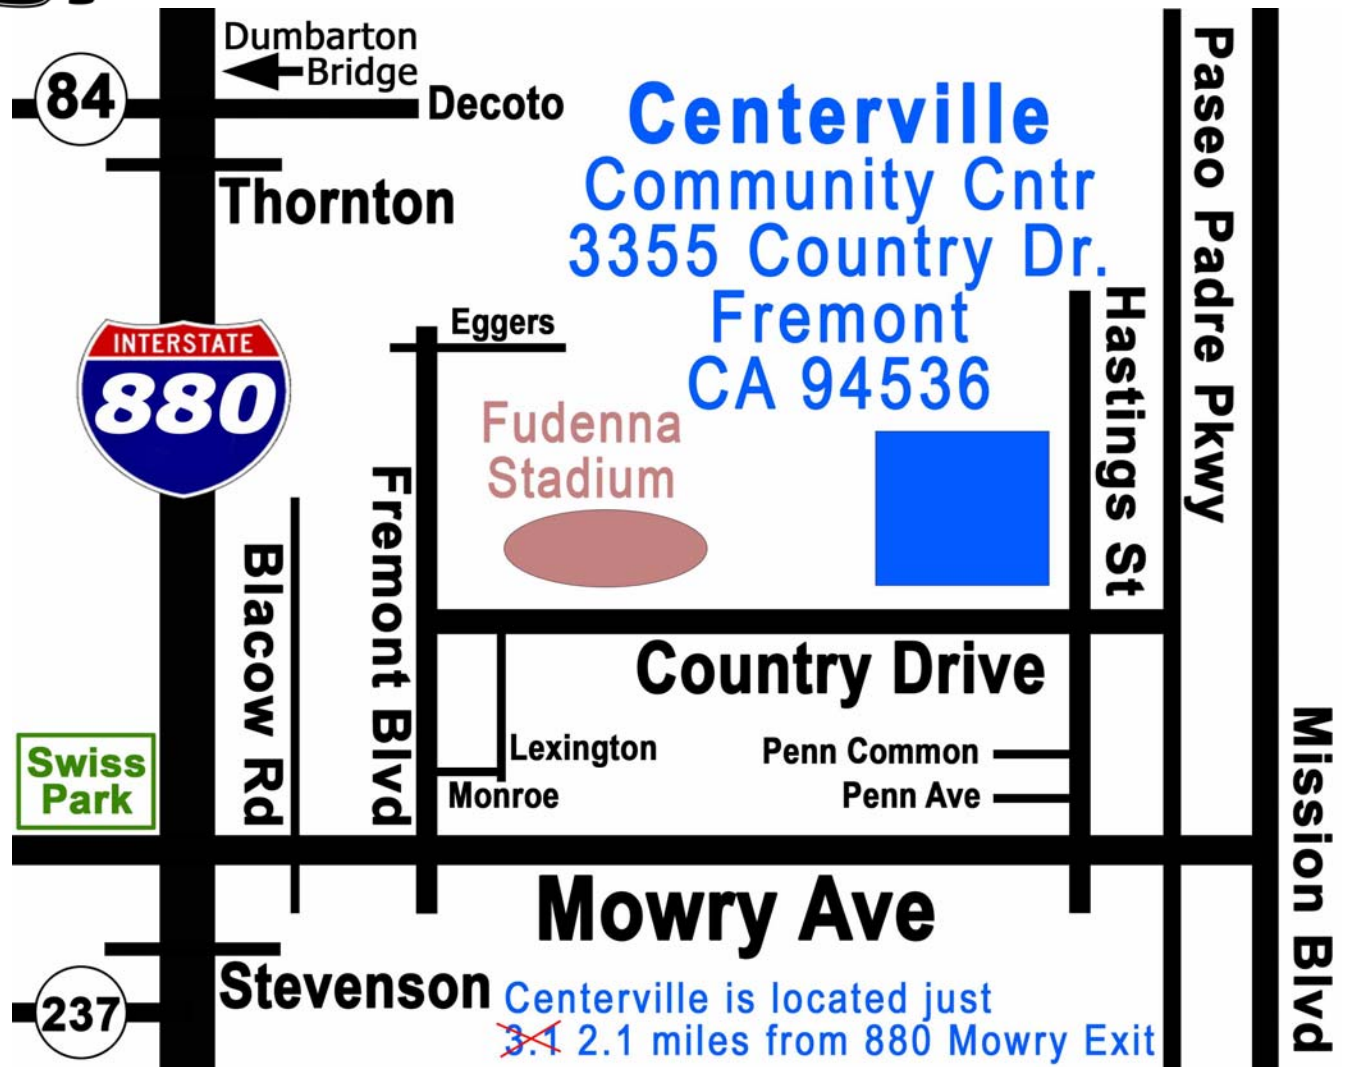 Dumbarton
Bridge
84
Decoto
Thornton
Centerville
Community Cntr
3355 Country Dr.
Fremont
CA 94536
Paseo Padre Pkwy
Hastings St
Eggers
INTERSTATE
880
Fudenna
Stadium
Fremont Blvd
Blacow Rd
Country Drive
Lexington
Monroe
Penn Common
Penn Ave
Swiss
Park
Mission Blvd
Mowry Ave
Stevenson
237
Centerville is located just
3.1 2.1 miles from 880 Mowry Exit